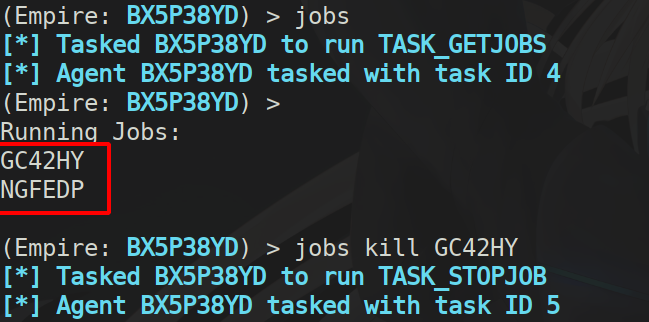 (Empire: BX5P38YD) > jobs
[*] Tasked BX5P38YD to run TASK_GETJOBS
[*] Agent BX5P38YD tasked with task ID 4
(Empire: BX5P38YD) >
Running Jobs:
GC42HY
NGFEDP
(Empire: BX5P38YD) > jobs kill GC42HY
[*] Tasked BX5P38YD to run TASK_STOPJOB
[*] Agent BX5P38YD tasked with task ID 5